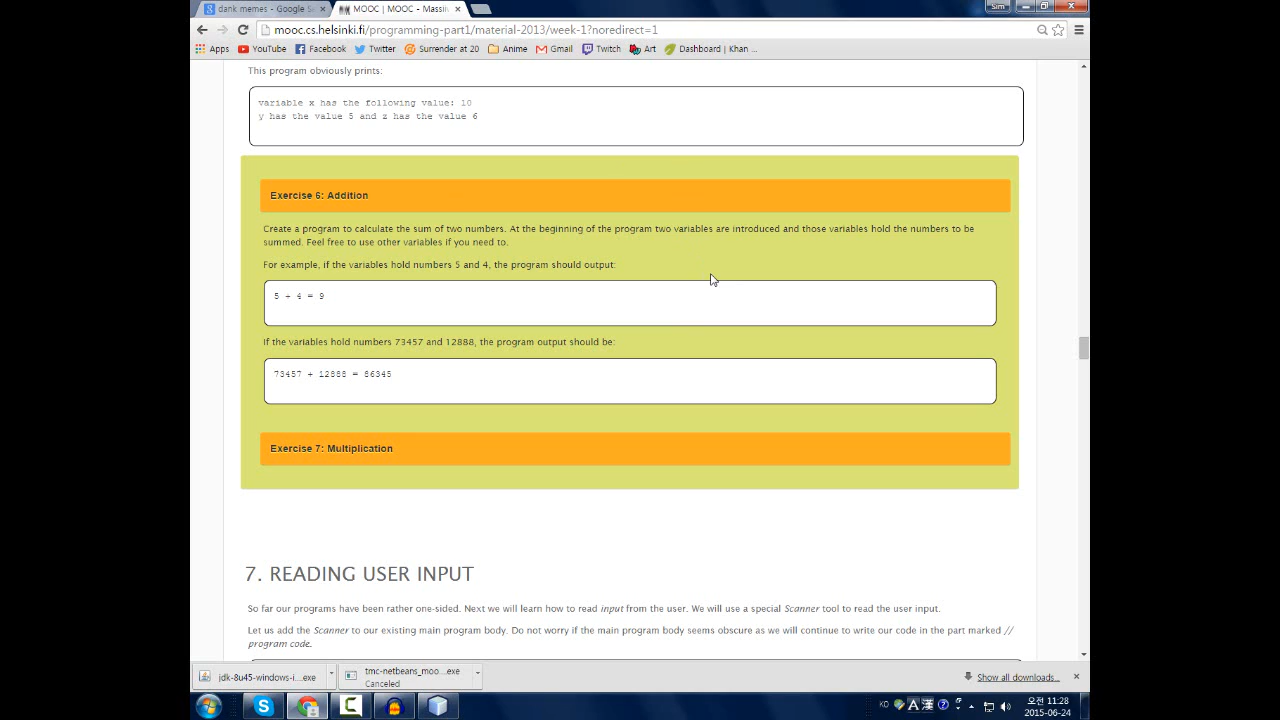 dank memes - Google S
MOOC | MOOC - Massiv
Sim
mooc.cs.helsinki.fi/programming-part1/material-2013/week-1?noredirect=1
Apps YouTube Facebook Twitter Surrender at 20 Anime Gmail Twitch Art Dashboard | Khan ...
This program obviously prints:
variable x has the following value: 10
y has the value 5 and z has the value 6
Exercise 6: Addition
Create a program to calculate the sum of two numbers. At the beginning of the program two variables are introduced and those variables hold the numbers to be
summed. Feel free to use other variables if you need to.
For example, if the variables hold numbers 5 and 4, the program should output:
5 + 4 = 9
If the variables hold numbers 73457 and 12888, the program output should be:
73457 + 12888 = 86345
Exercise 7: Multiplication
7. READING USER INPUT
So far our programs have been rather one-sided. Next we will learn how to read input from the user. We will use a special Scanner tool to read the user input.
Let us add the Scanner to our existing main program body. Do not worry if the main program body seems obscure as we will continue to write our code in the part marked //
program code.
jdk-8u45-windows-i....exe
tmc-netbeans_moo....exe
Canceled
Show all downloads...
KO A 漢
오전 11:28
2015-06-24